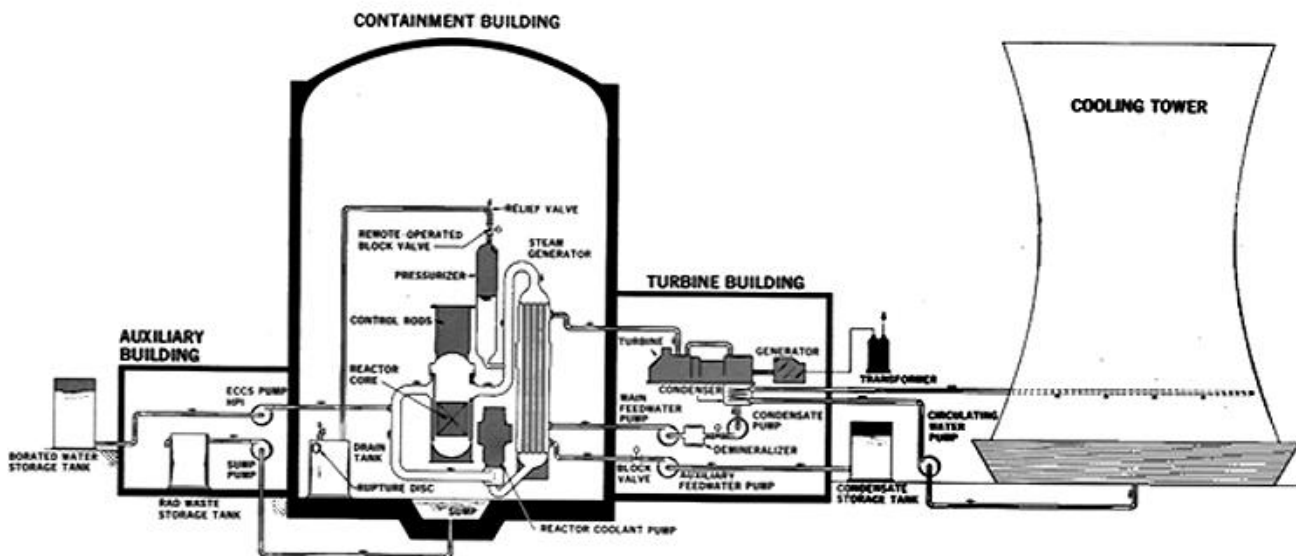 CONTAINMENT BUILDING
COOLING TOWER
RELIEF VALVE
REMOTE-OPERATED
BLOCK VALVE
STEAM
GENERATOR
PRESSURIZER
TURBINE BUILDING
CONTROL RODS
AUXILIARY
BUILDING
TURBINE
GENERATOR
REACTOR
CORE
TRANSFORMER
ECCS PUMP
HPI
CONDENSER
MAIN
FEEDWATER
PUMP
CONDENSATE
PUMP
CIRCULATING
WATER
PUMP
DEMINERALIZER
BORATED WATER
STORAGE TANK
SUMP
PUMP
DRAIN
TANK
BLOCK
VALVE
RUPTURE DISC
AUXILIARY
FEEDWATER PUMP
CONDENSATE
STORAGE TANK
RAD WASTE
STORAGE TANK
SUMP
REACTOR COOLANT PUMP